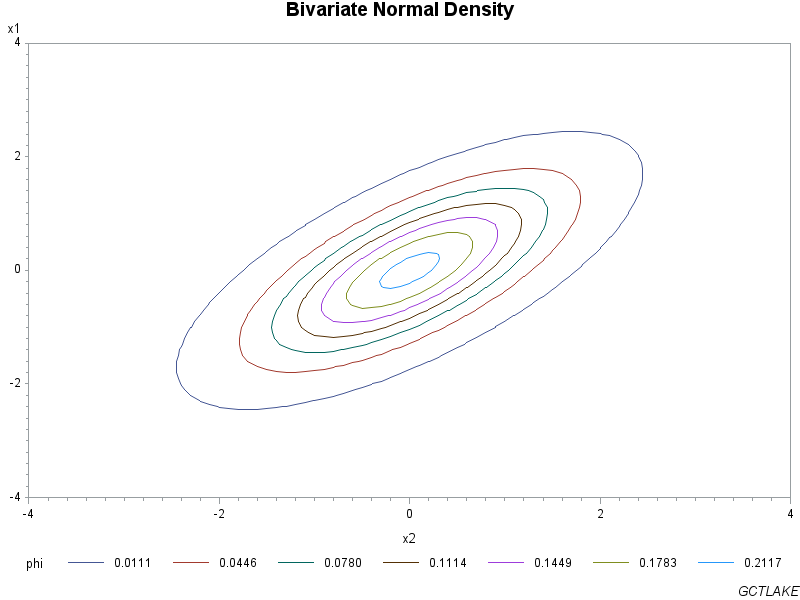 Bivariate Normal Density
x1
4
2
0
-2
-4
-4 -2 0 2 4
x2
phi 0.0111 0.0446 0.0780 0.1114 0.1449 0.1783 0.2117
GCTLAKE